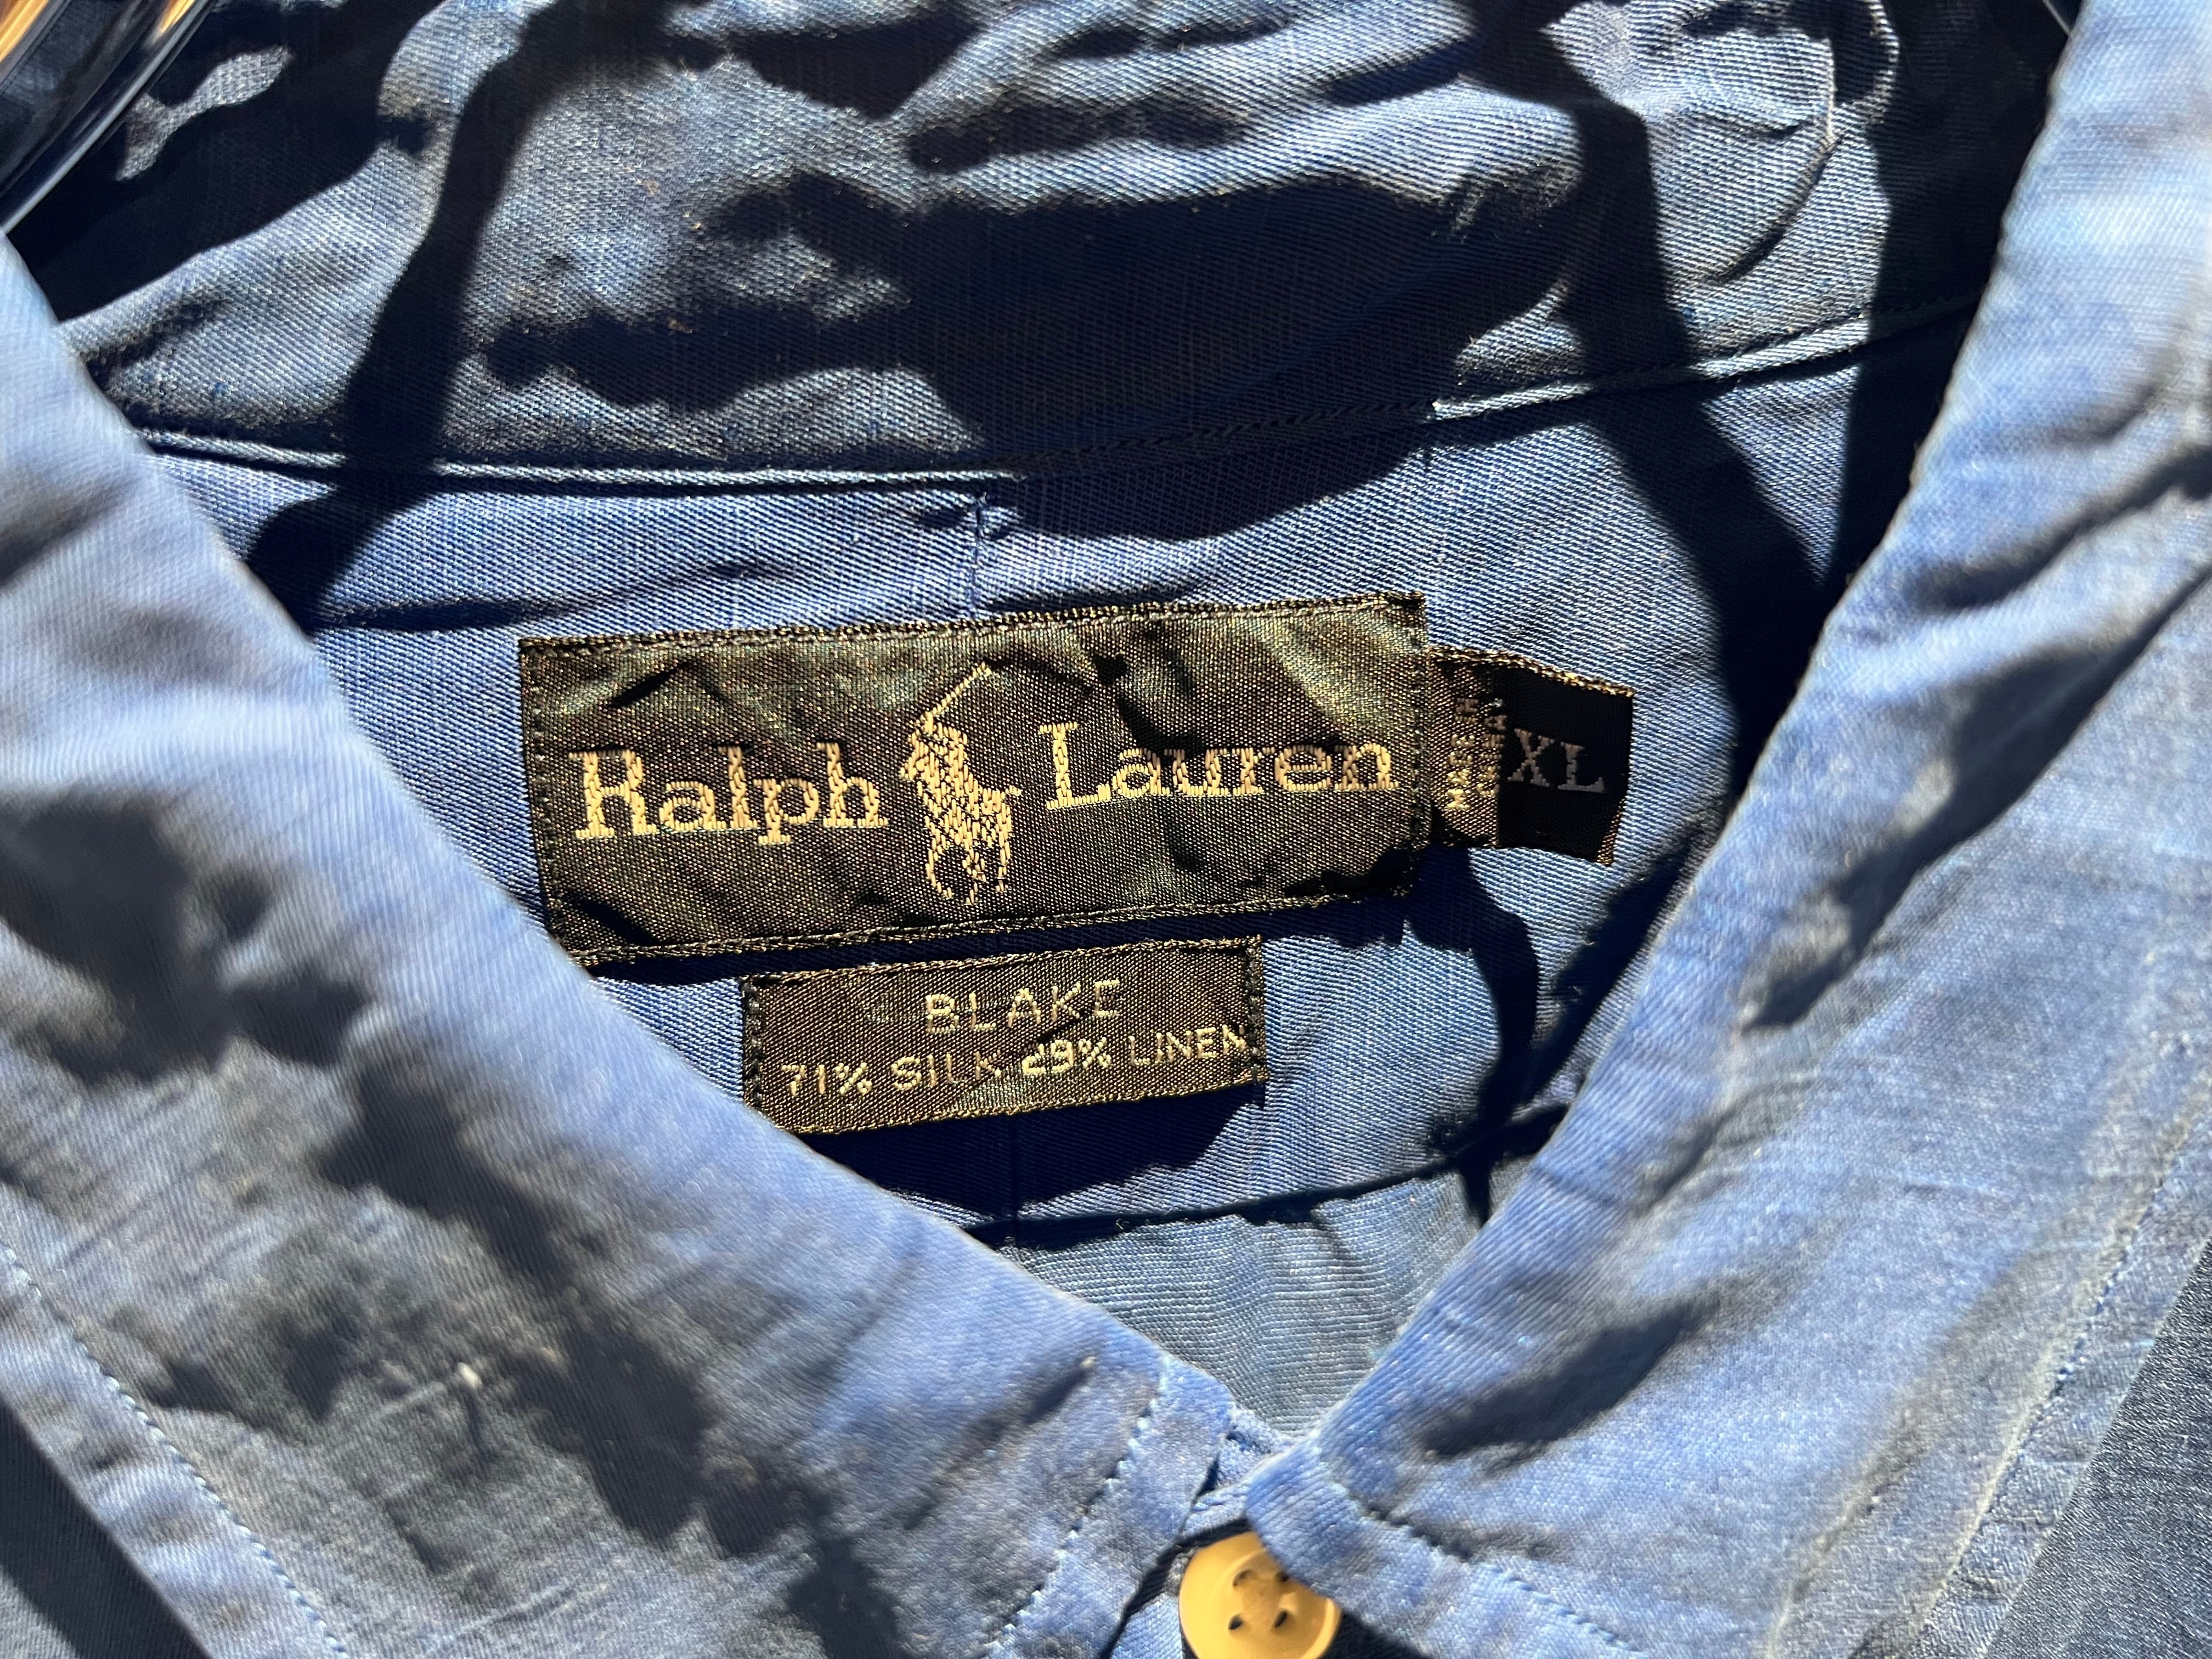 Ralph Lauren
XL
BLAKE
71% SILK 29% LINEN